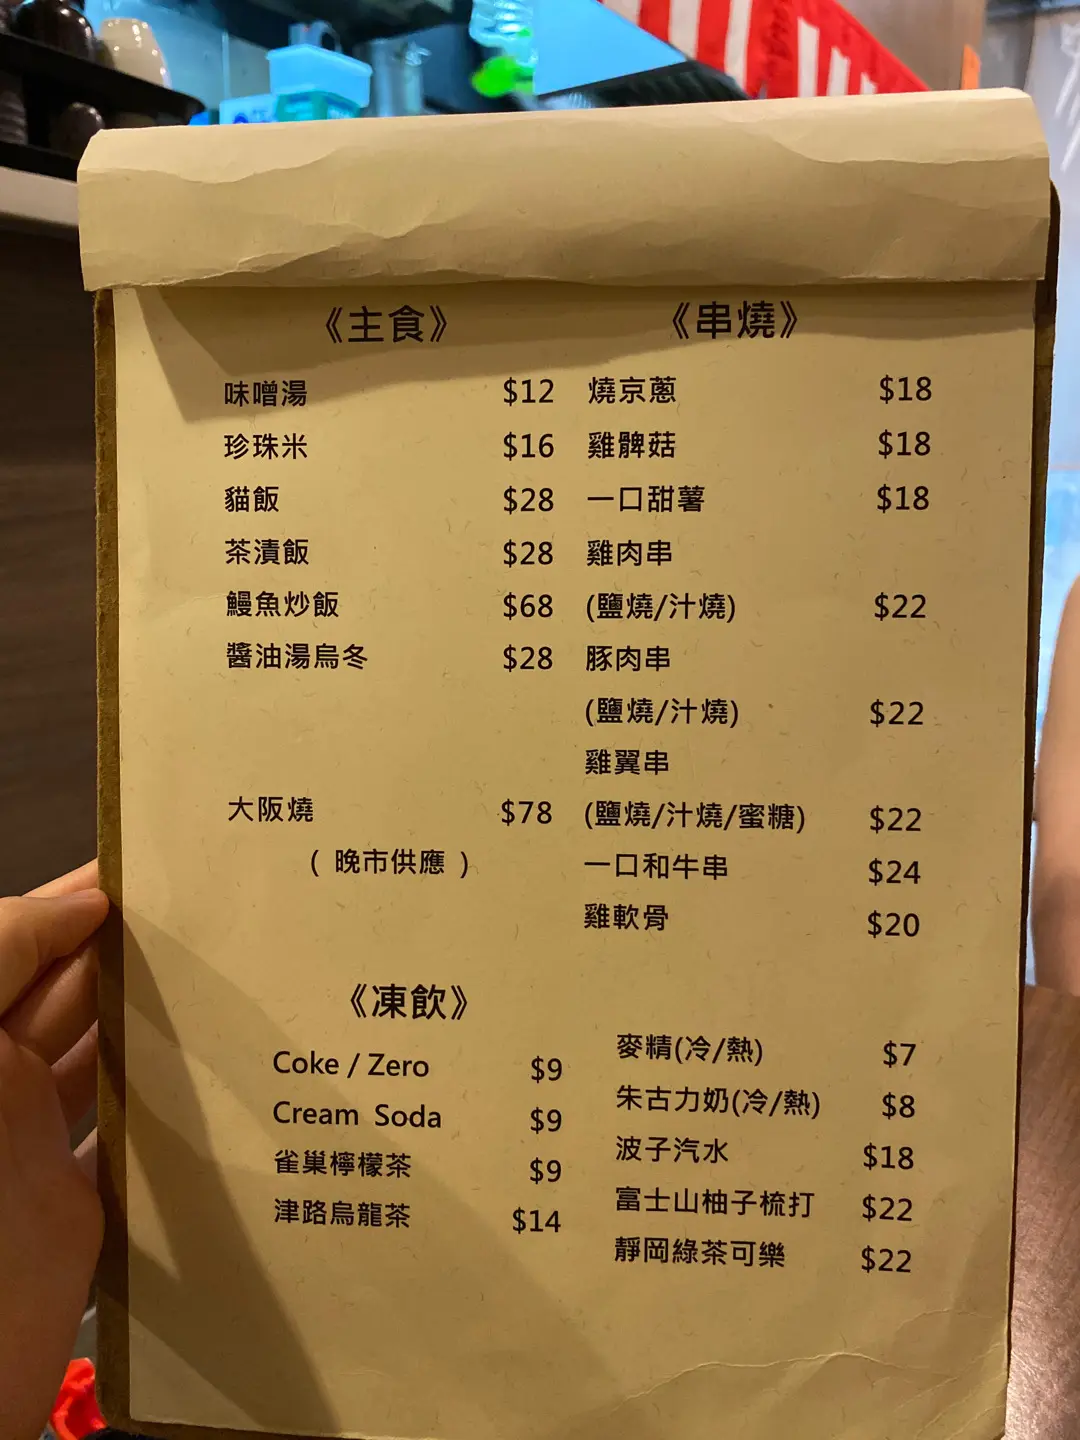 《主食》
味噌湯 $12
珍珠米 $16
貓飯 $28
茶漬飯 $28
鰻魚炒飯 $68
醬油湯烏冬 $28
大阪燒 $78
( 晚市供應 )
《串燒》
燒京蔥 $18
雞髀菇 $18
一口甜薯 $18
雞肉串
(鹽燒/汁燒) $22
豚肉串
(鹽燒/汁燒) $22
雞翼串
(鹽燒/汁燒/蜜糖) $22
一口和牛串 $24
雞軟骨 $20
《凍飲》
Coke / Zero $9
Cream Soda $9
雀巢檸檬茶 $9
津路烏龍茶 $14
麥精(冷/熱) $7
朱古力奶(冷/熱) $8
波子汽水 $18
富士山柚子梳打 $22
靜岡綠茶可樂 $22